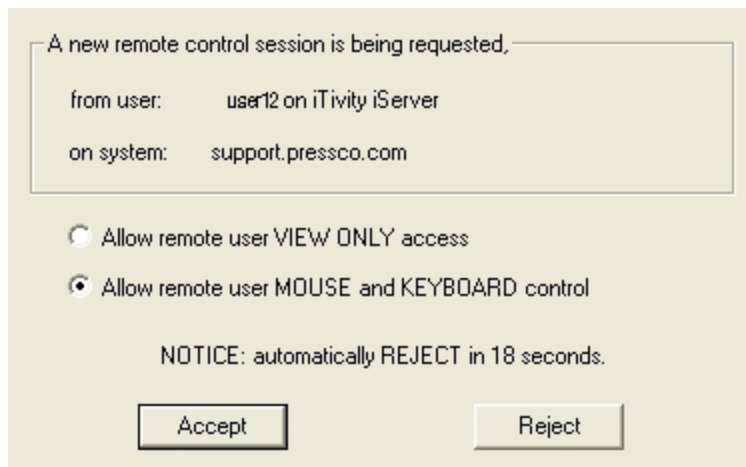 A new remote control session is being requested,
from user: user12 on iTivity iServer
on system: support.pressco.com
Allow remote user VIEW ONLY access
Allow remote user MOUSE and KEYBOARD control
NOTICE: automatically REJECT in 18 seconds.
Accept Reject